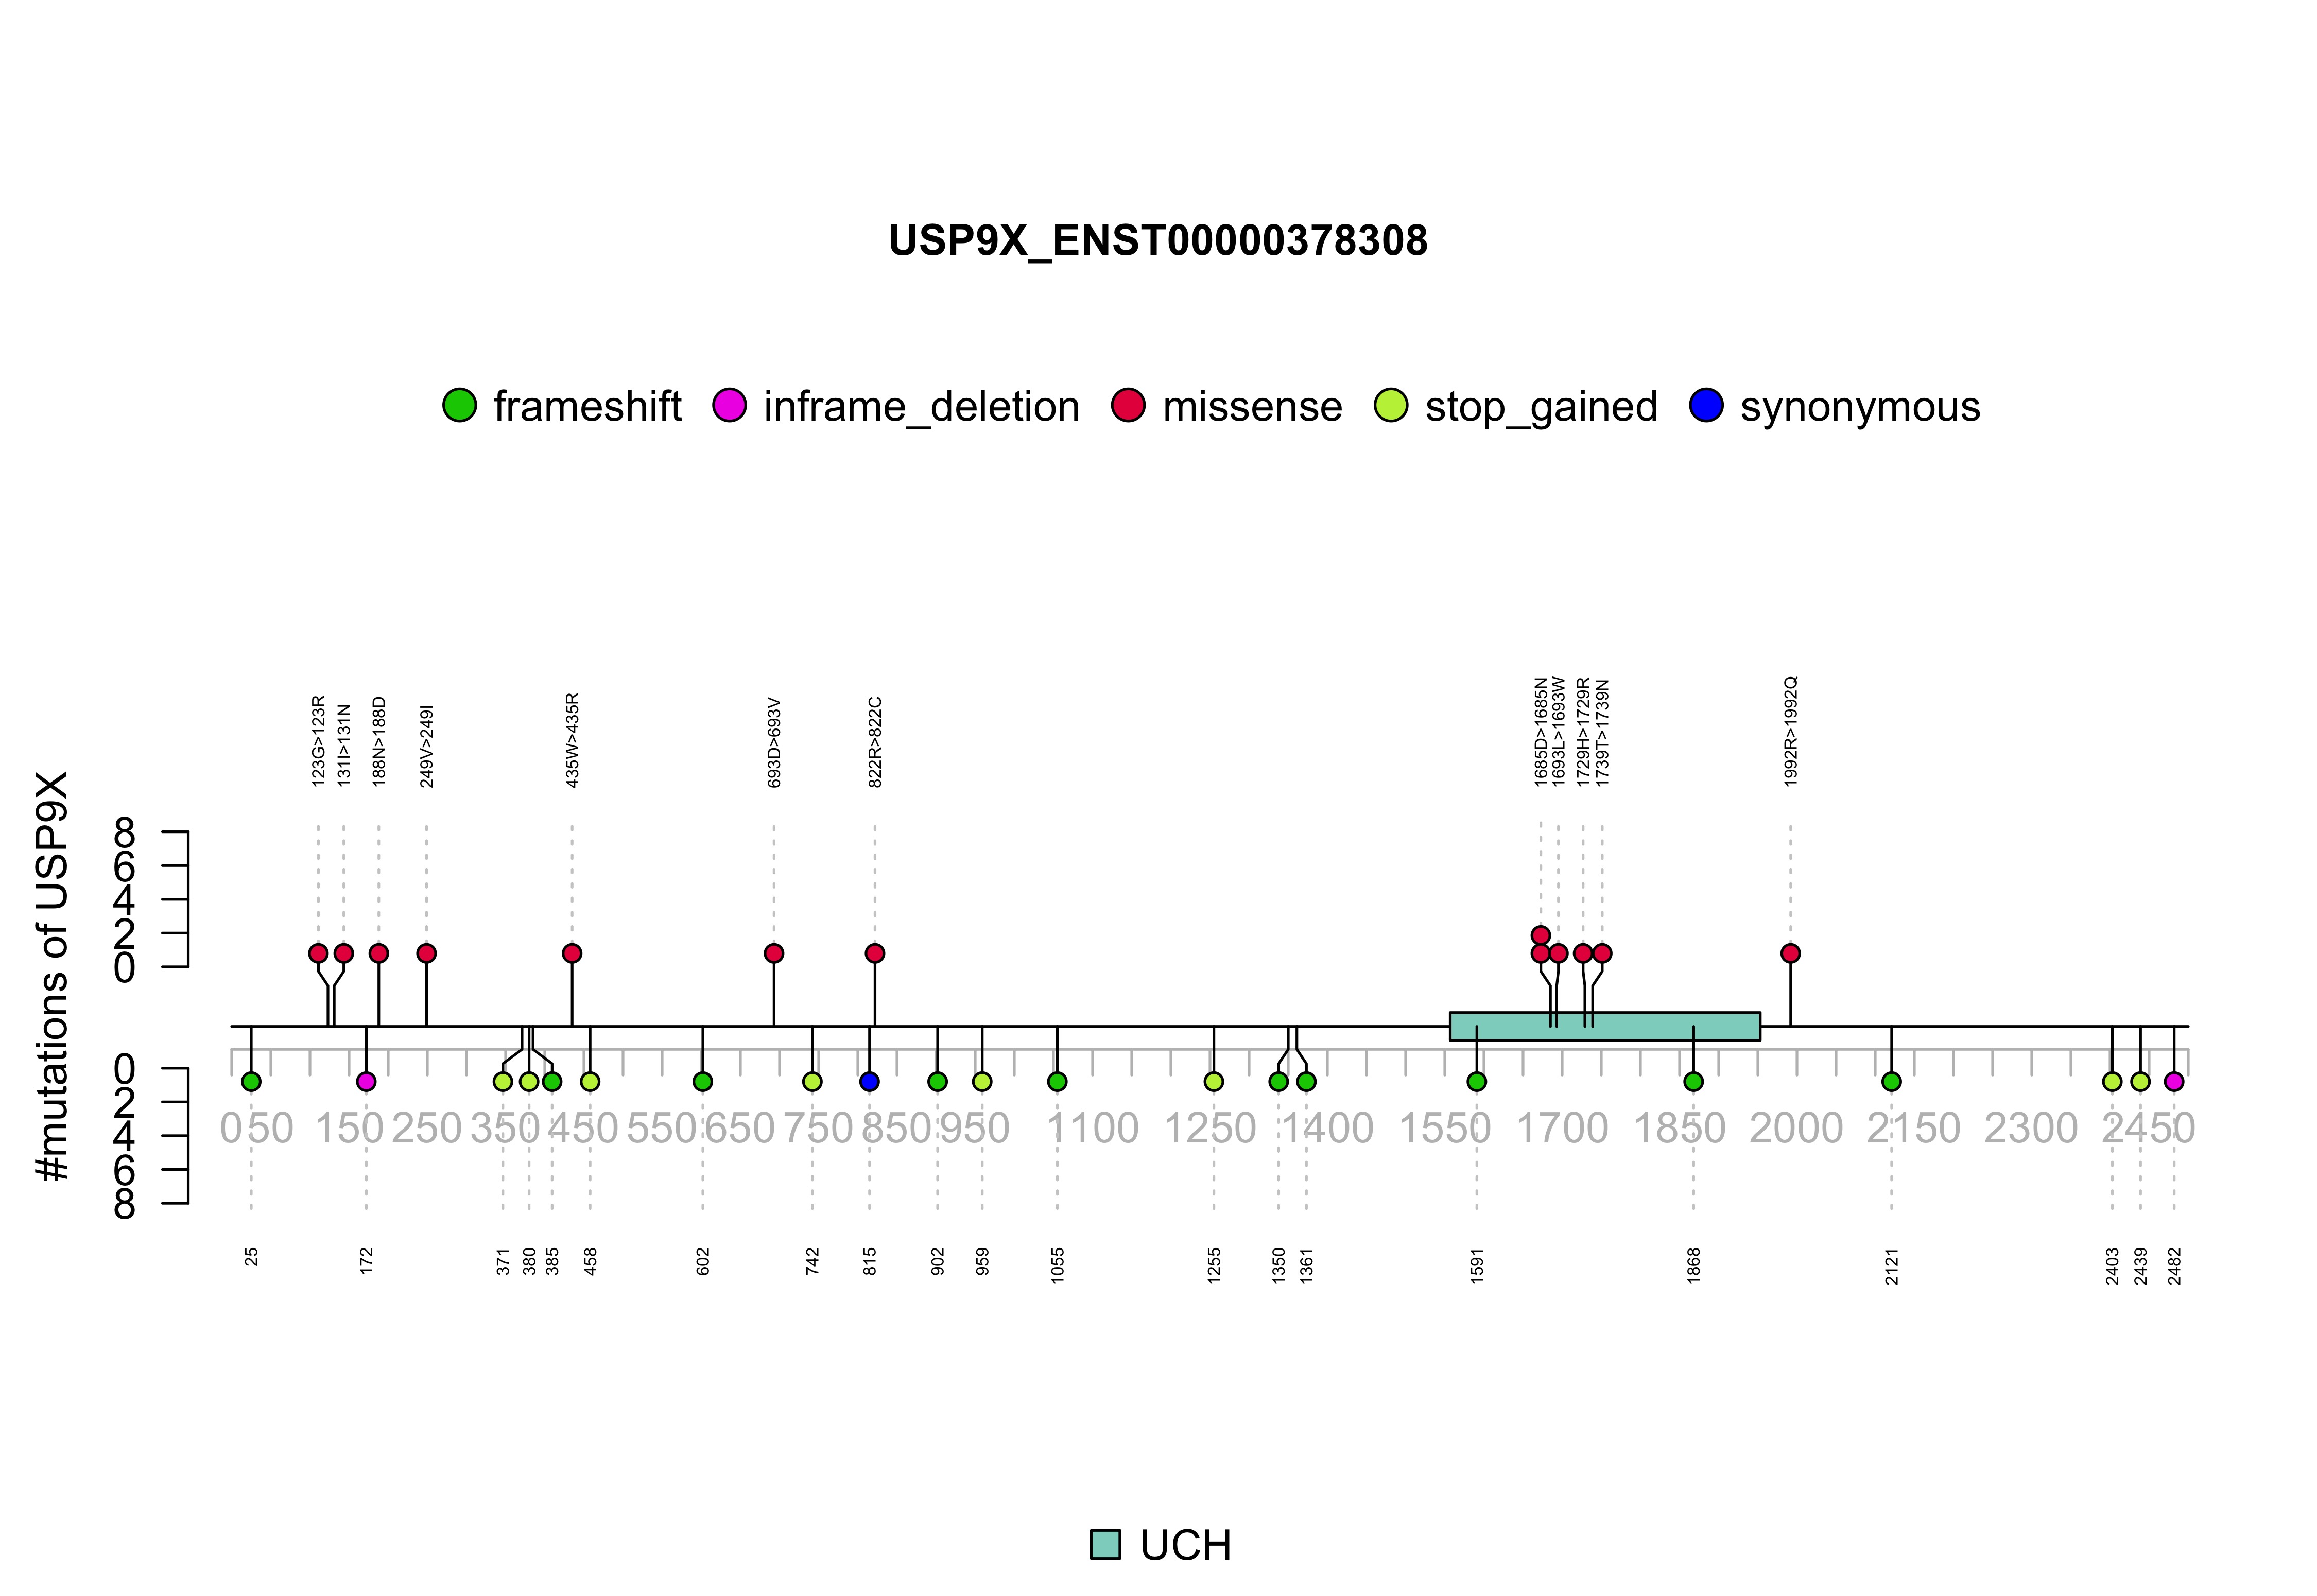 USP9X_ENST00000378308
frameshift inframe_deletion missense stop_gained synonymous
123G>123R 131I>131N 188N>188D 249V>249I 435W>435R 693D>693V 822R>822C 1685D>1685N 1693L>1693W 1729H>1729R 1739T>1739N 1992R>1992Q
#mutations of USP9X
8
6
4
2
0
0
2
4
6
8
0 50 150 250 350 450 550 650 750 850 950 1100 1250 1400 1550 1700 1850 2000 2150 2300 2450
25 172 371 380 385 458 602 742 815 902 959 1055 1255 1350 1361 1591 1868 2121 2403 2439 2482
UCH